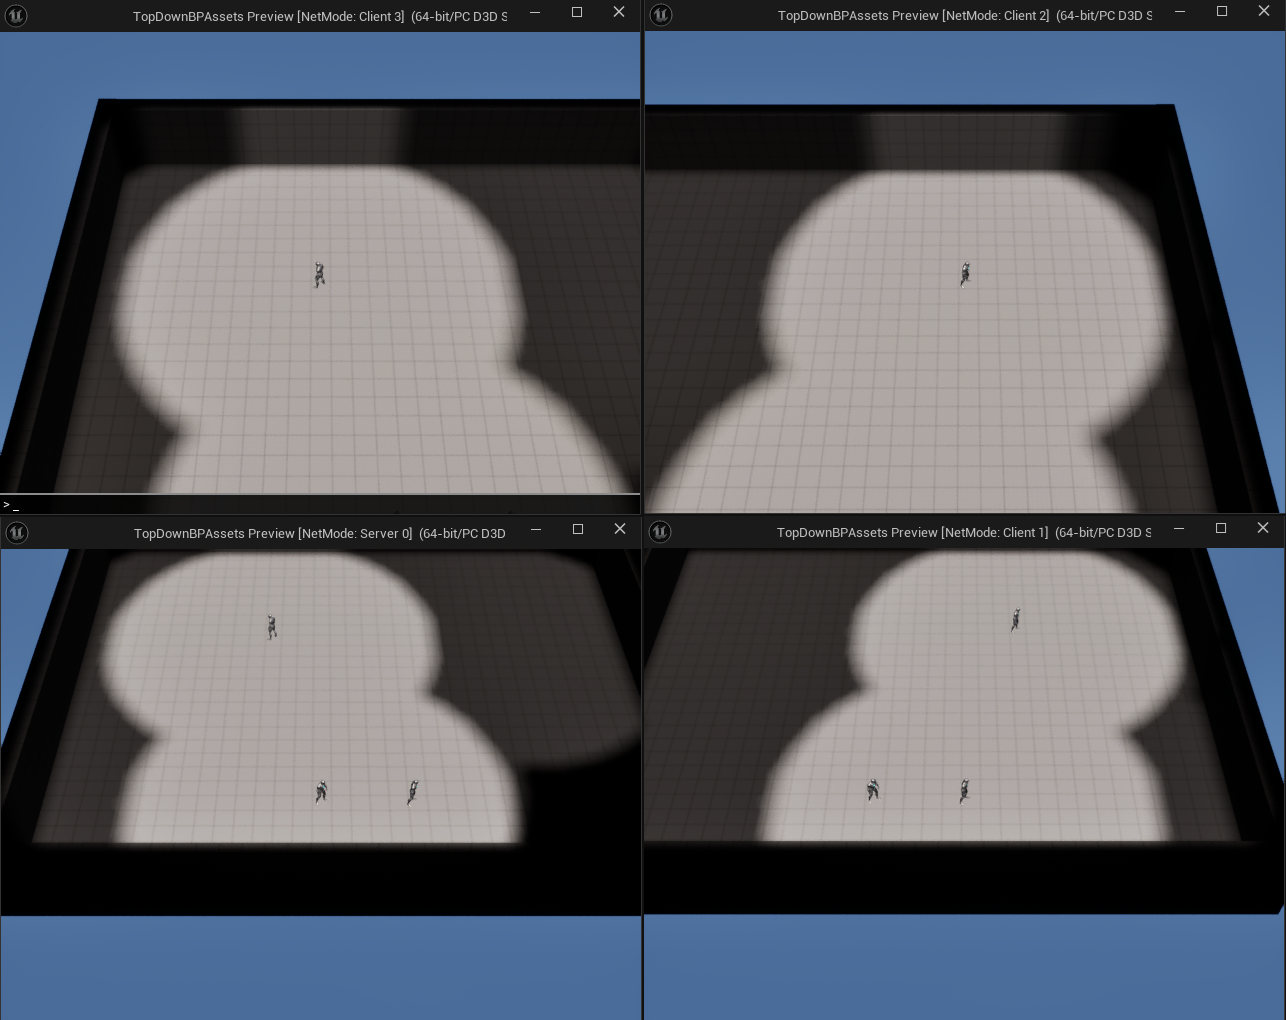 TopDownBPAssets Preview [NetMode: Client 3] (64-bit/PC D3D S
TopDownBPAssets Preview [NetMode: Client 2] (64-bit/PC D3D S
>_
TopDownBPAssets Preview [NetMode: Server 0] (64-bit/PC D3D
TopDownBPAssets Preview [NetMode: Client 1] (64-bit/PC D3D S